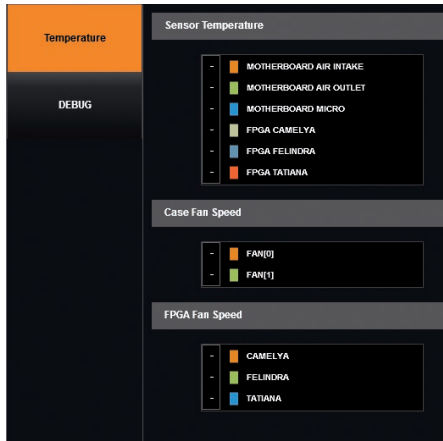 Temperature
DEBUG
Sensor Temperature
- MOTHERBOARD AIR INTAKE
- MOTHERBOARD AIR OUTLET
- MOTHERBOARD MICRO
- FPGA CAMELYA
- FPGA FELINDRA
- FPGA TATIANA
Case Fan Speed
- FAN[0]
- FAN[1]
FPGA Fan Speed
- CAMELYA
- FELINDRA
- TATIANA